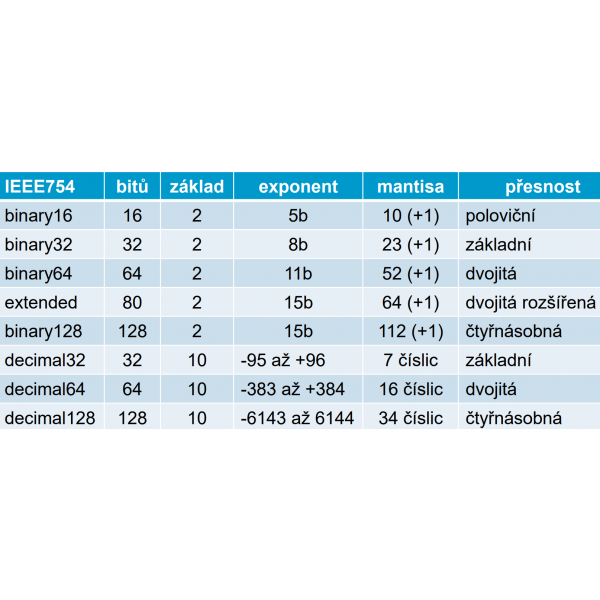 IEEE754 bitů základ exponent mantisa přesnost
binary16 16 2 5b 10 (+1) poloviční
binary32 32 2 8b 23 (+1) základní
binary64 64 2 11b 52 (+1) dvojitá
extended 80 2 15b 64 (+1) dvojitá rozšířená
binary128 128 2 15b 112 (+1) čtyřnásobná
decimal32 32 10 -95 až +96 7 číslic základní
decimal64 64 10 -383 až +384 16 číslic dvojitá
decimal128 128 10 -6143 až 6144 34 číslic čtyřnásobná